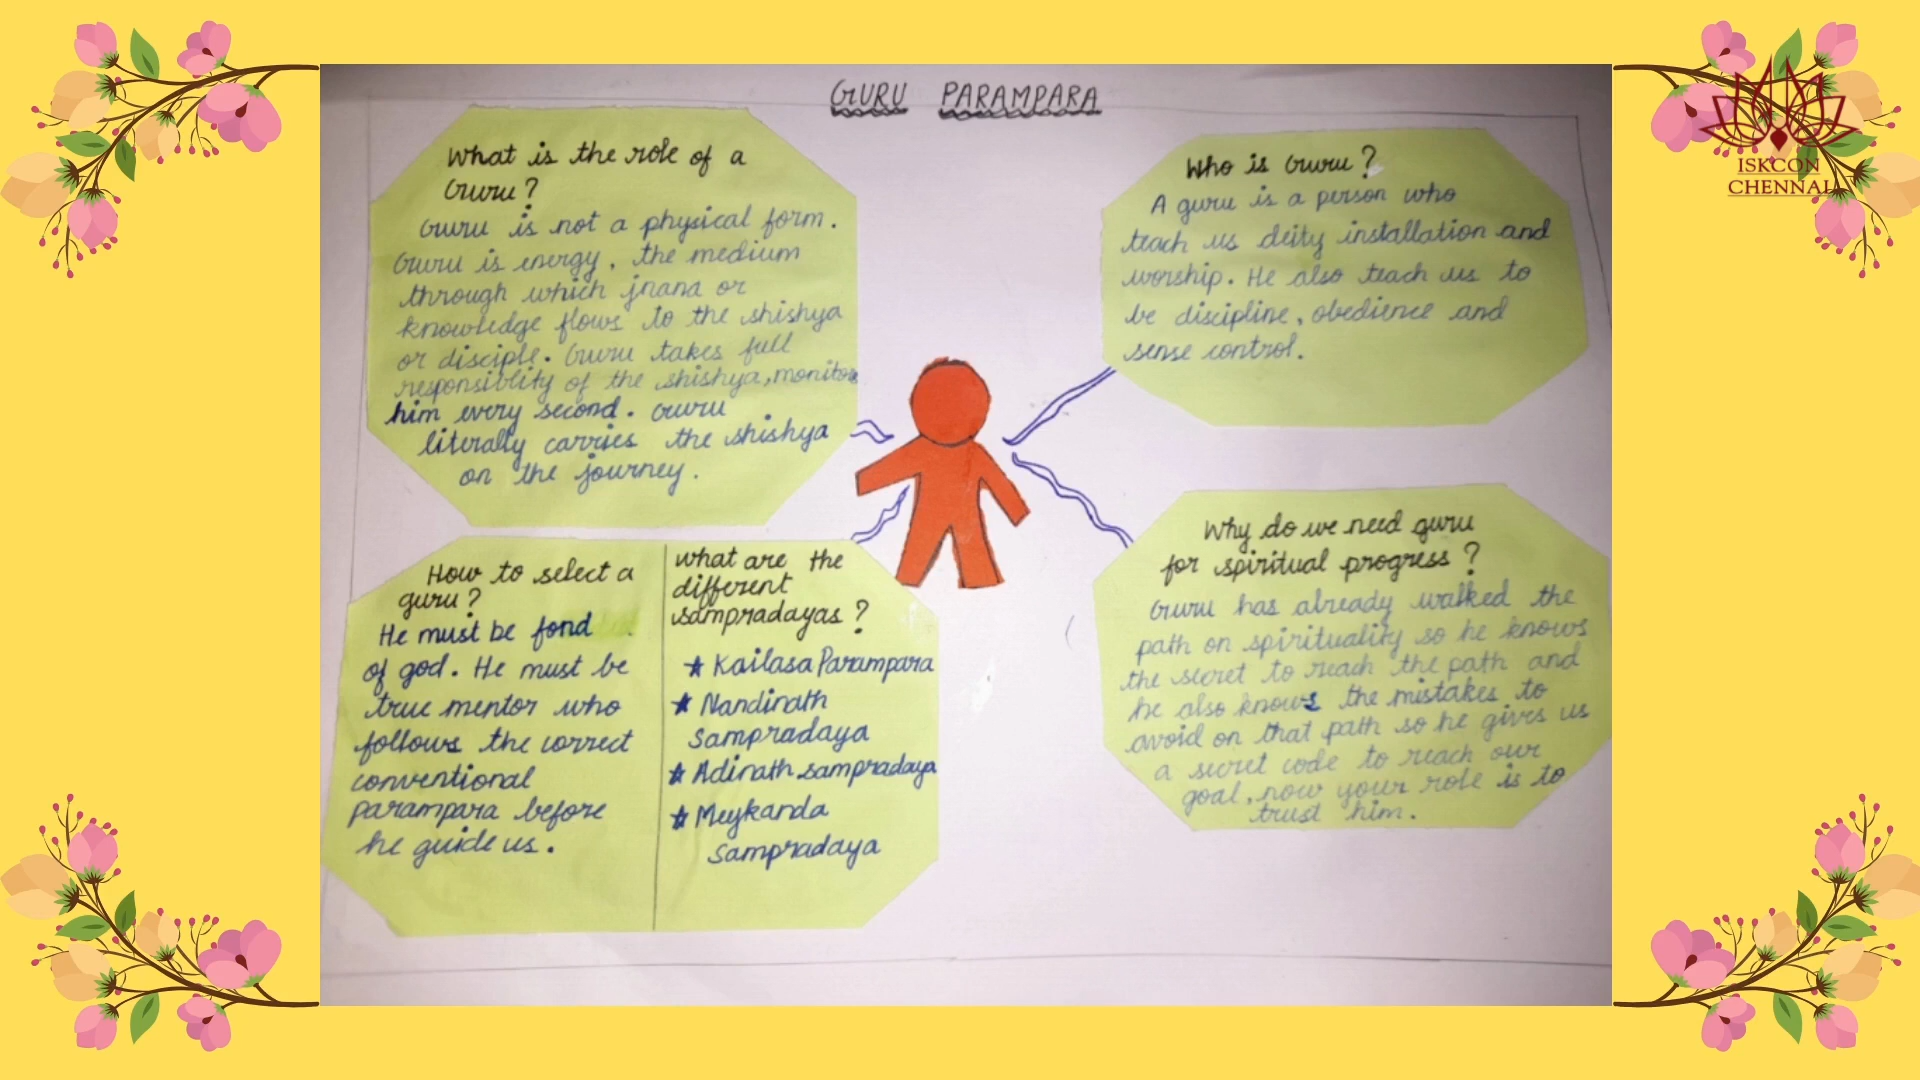 GURU PARAMPARA
What is the role of a
Guru?
Guru is not a physical form.
Guru is energy, the medium
through which jnana or
knowledge flows to the shishya
or disciple. Guru takes full
responsiblity of the shishya, monitors
him every second. Guru
literally carries the shishya
on the journey.
Who is Guru?
A guru is a person who
teach us deity installation and
worship. He also teach us to
be discipline, obedience and
sense control.
ISKCON
CHENNAI
How to select a
guru?
He must be fond
of god. He must be
true mentor who
follows the correct
conventional
parampara before
he guide us.
what are the
different
sampradayas?
★ Kailasa Parampara
★ Nandinath
Sampradaya
★ Adinath sampradaya
★ Meykanda
Sampradaya
Why do we need guru
for spiritual progress?
Guru has already walked the
path on spirituality so he knows
the secret to reach the path and
he also knows the mistakes to
avoid on that path so he gives us
a secret code to reach our
goal, now your role is to
trust him.